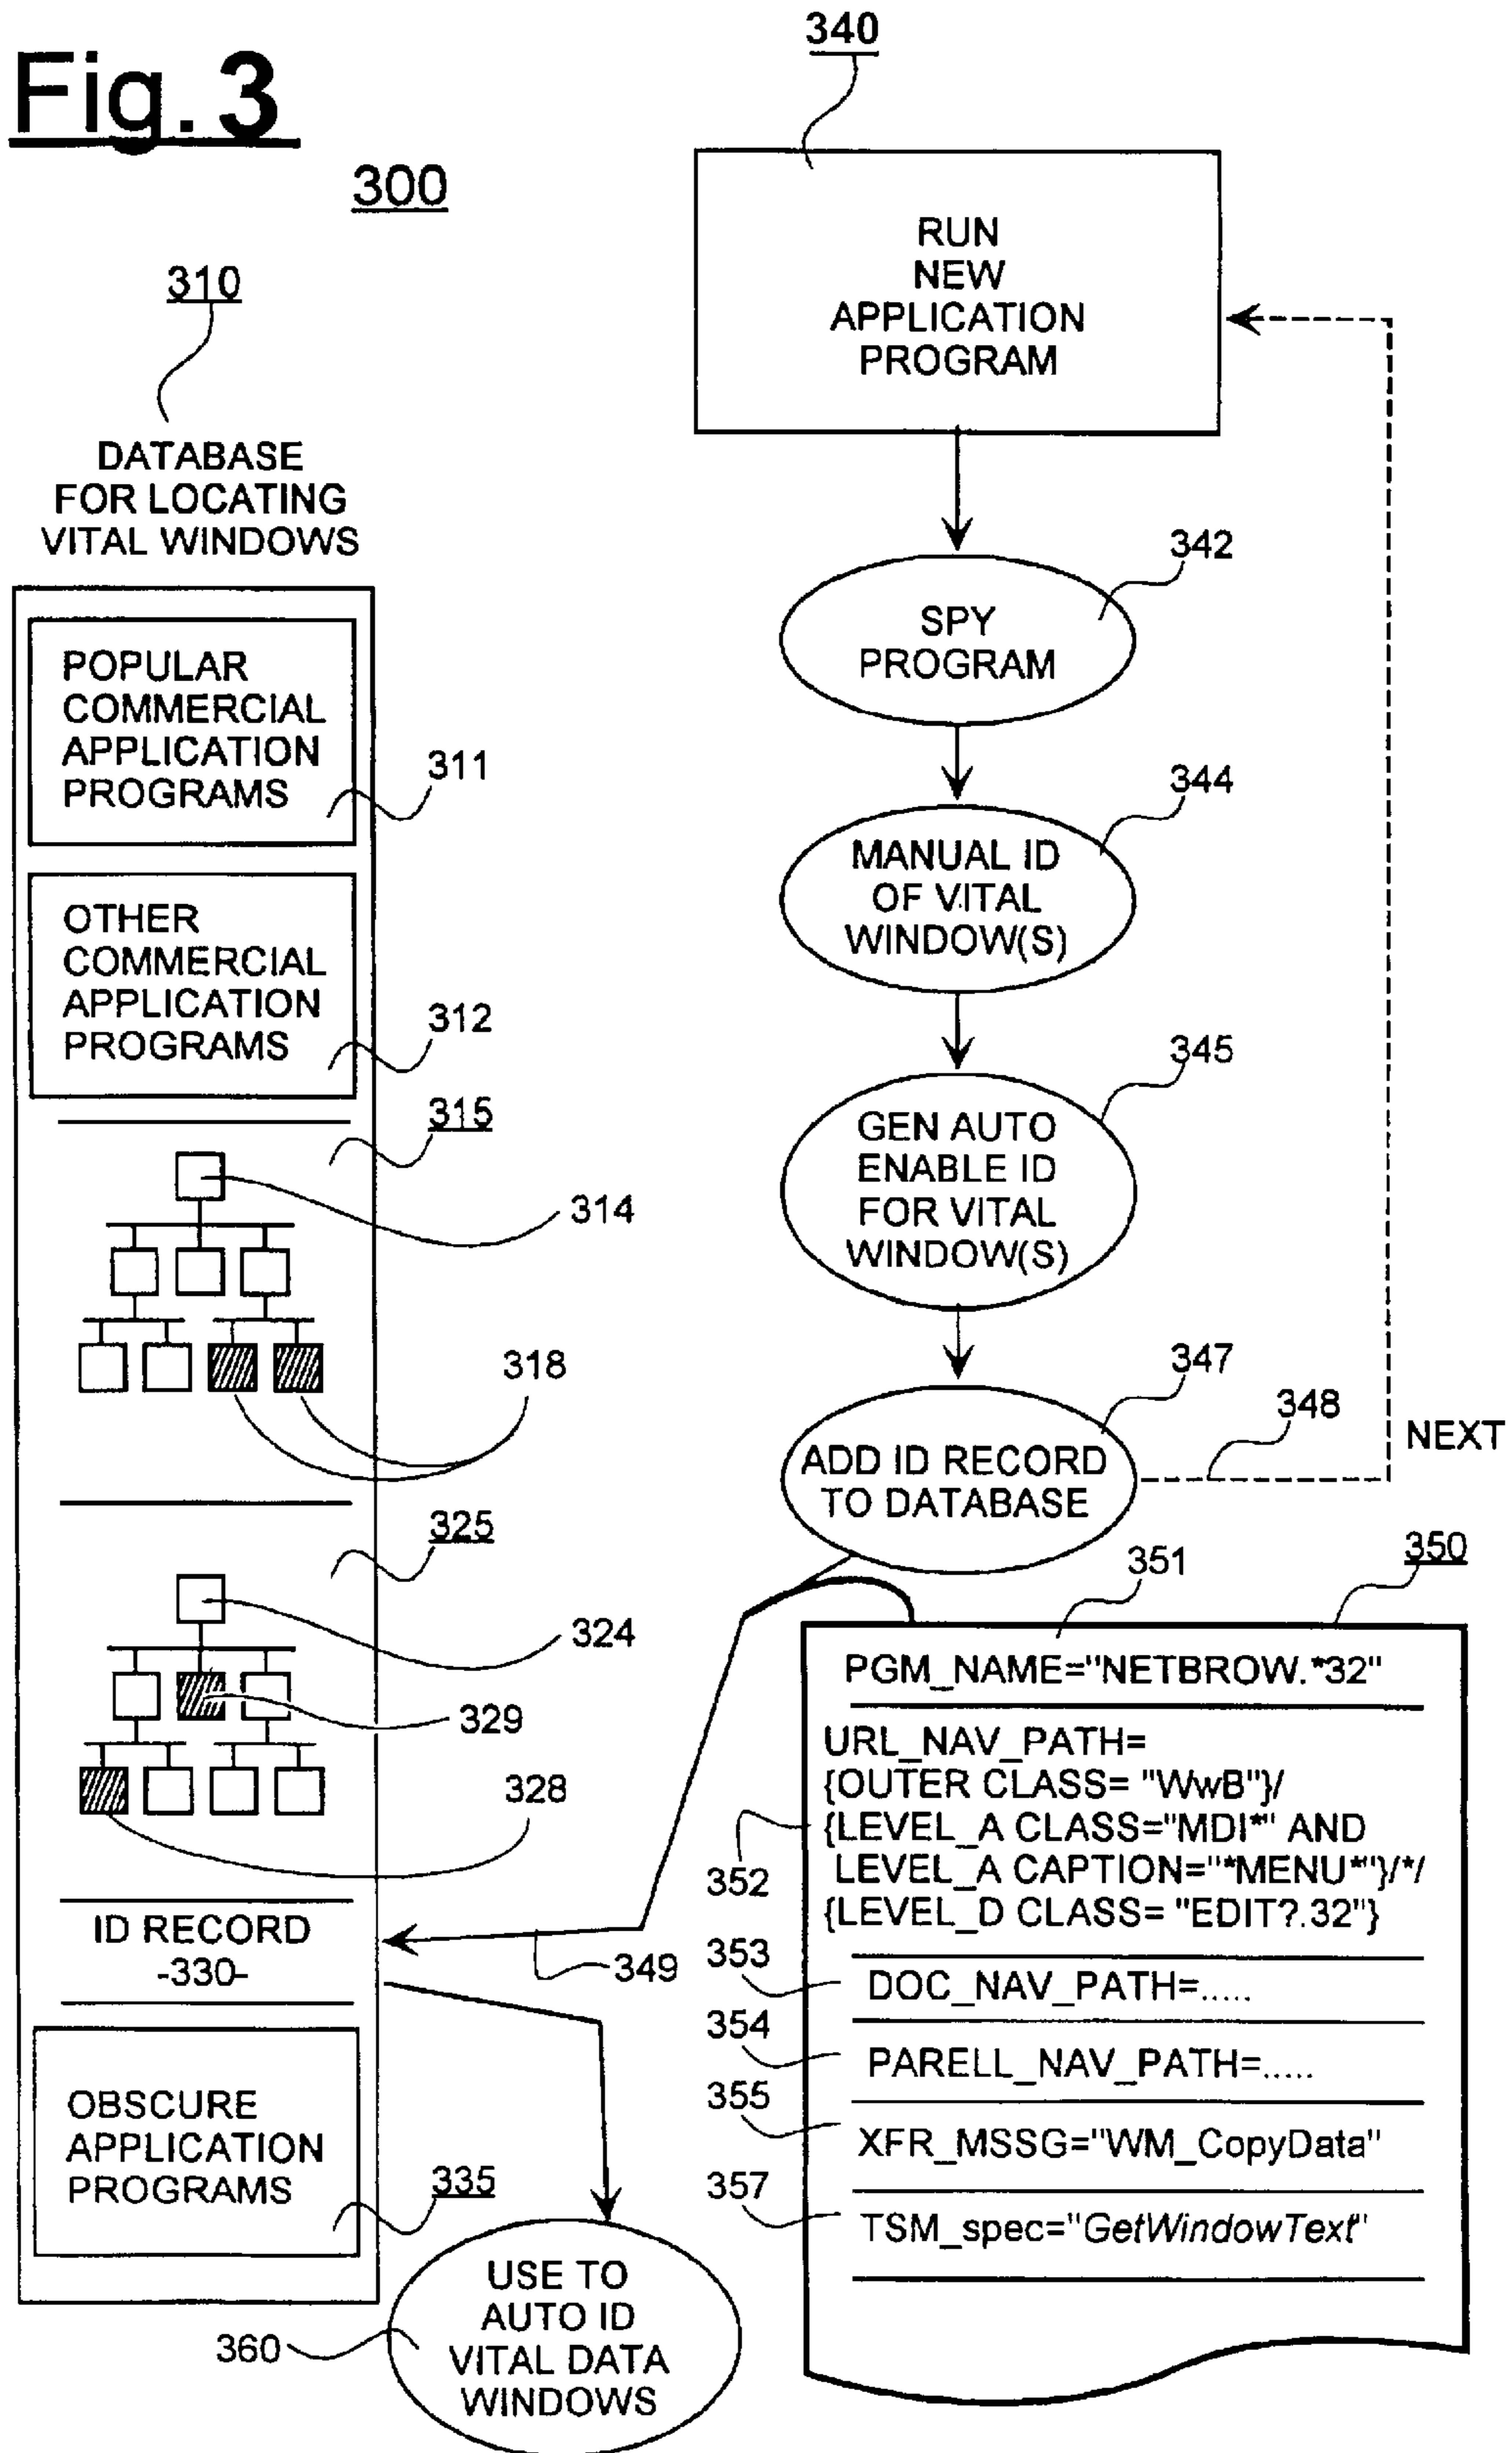 Fig. 3
300
310
DATABASE
FOR LOCATING
VITAL WINDOWS
POPULAR
COMMERCIAL
APPLICATION
PROGRAMS
311
OTHER
COMMERCIAL
APPLICATION
PROGRAMS
312
315
314
318
325
324
329
328
ID RECORD
-330-
349
OBSCURE
APPLICATION
PROGRAMS
335
360
USE TO
AUTO ID
VITAL DATA
WINDOWS
340
RUN
NEW
APPLICATION
PROGRAM
342
SPY
PROGRAM
344
MANUAL ID
OF VITAL
WINDOW(S)
345
GEN AUTO
ENABLE ID
FOR VITAL
WINDOW(S)
347
ADD ID RECORD
TO DATABASE
348
NEXT
351
350
PGM_NAME="NETBROW.*32"
URL_NAV_PATH=
{OUTER CLASS= "WwB"}/
{LEVEL_A CLASS="MDI*" AND
LEVEL_A CAPTION="*MENU*"}/*/
{LEVEL_D CLASS= "EDIT?.32"}
352
353
DOC_NAV_PATH=.....
354
PARELL_NAV_PATH=.....
355
XFR_MSSG="WM_CopyData"
357
TSM_spec="GetWindowText"